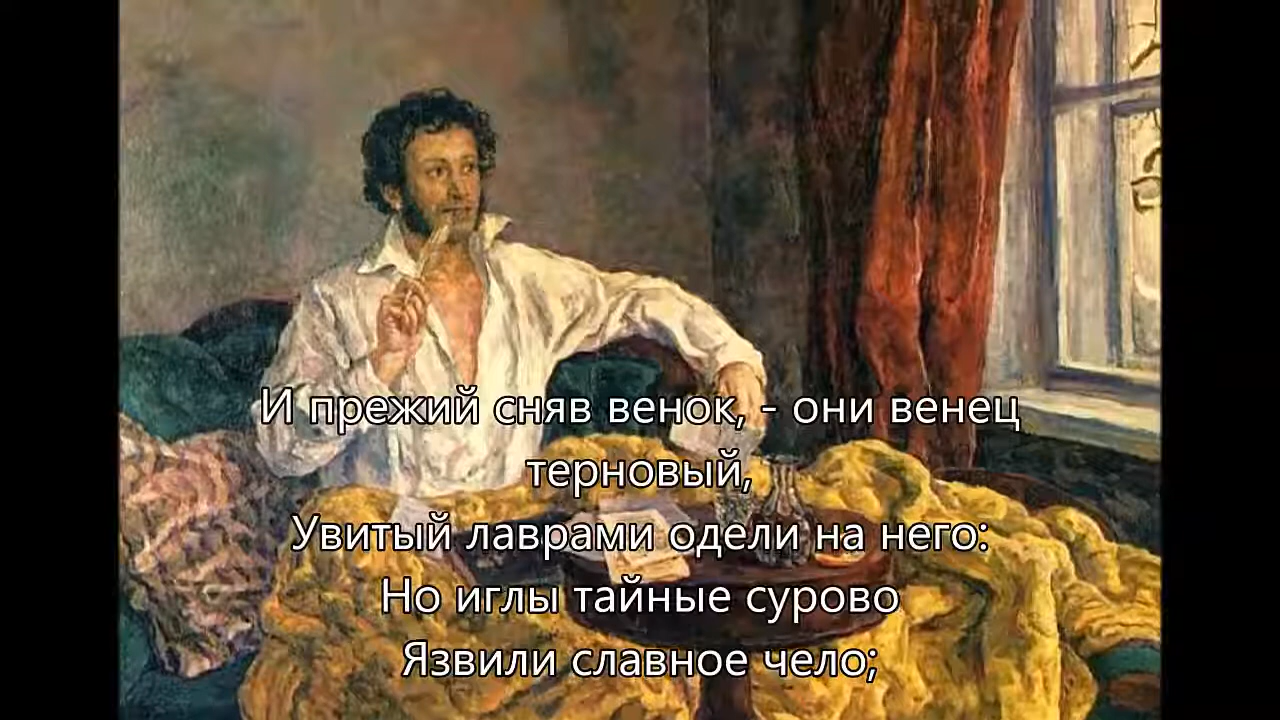 И прежий сняв венок, - они венец
терновый,
Увитый лаврами одели на него:
Но иглы тайные сурово
Язвили славное чело;